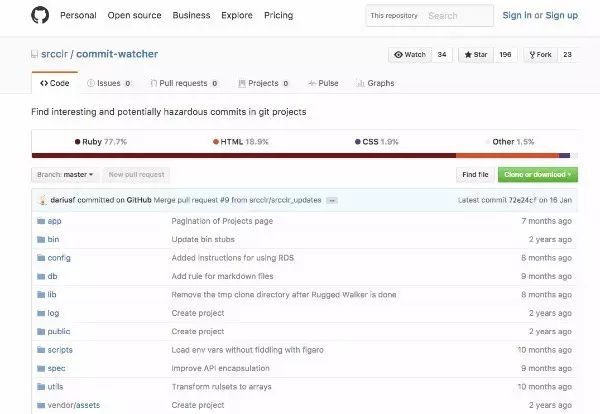 Personal Open source Business Explore Pricing This repository Search Sign in or Sign up
srcclr / commit-watcher Watch 34 Star 196 Fork 23
Code Issues 0 Pull requests 0 Projects 0 Pulse Graphs
Find interesting and potentially hazardous commits in git projects
Ruby 77.7% HTML 18.9% CSS 1.9% Other 1.5%
Branch: master New pull request Find file Clone or download
dariusf committed on GitHub Merge pull request #9 from srcclr/srcclr_updates ... Latest commit 72e24cf on 16 Jan
app Pagination of Projects page 7 months ago
bin Update bin stubs 2 years ago
config Added instructions for using RDS 8 months ago
db Add rule for markdown files 9 months ago
lib Remove the tmp clone directory after Rugged Walker is done 8 months ago
log Create project 2 years ago
public Create project 2 years ago
scripts Load env vars without fiddling with figaro 10 months ago
spec Improve API encapsulation 9 months ago
utils Transform rulsets to arrays 10 months ago
vendor/assets Create project 2 years ago